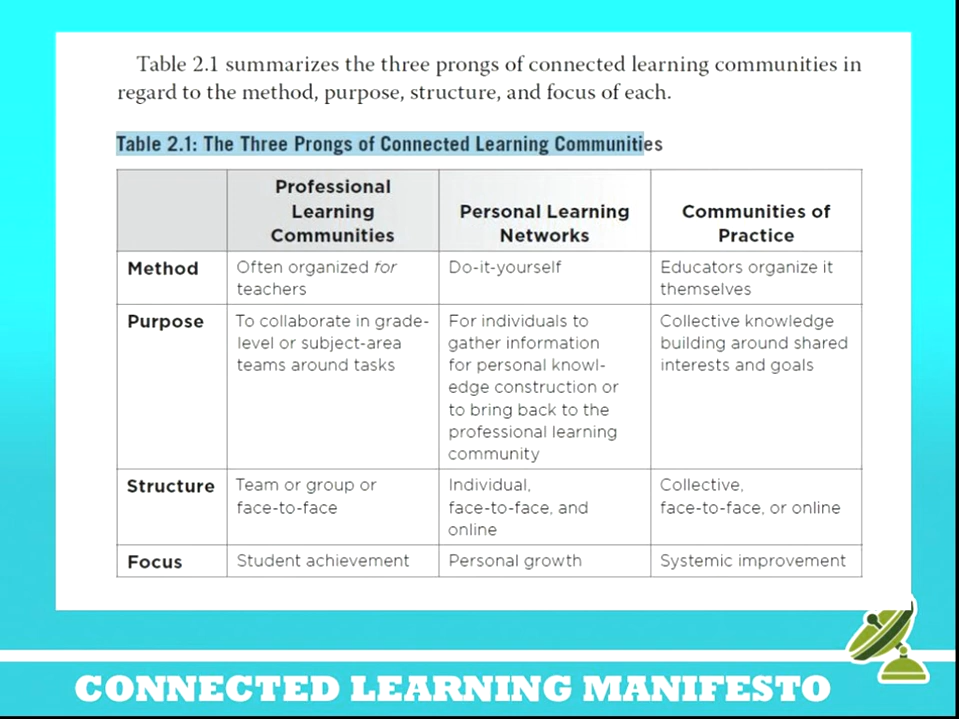 Table 2.1 summarizes the three prongs of connected learning communities in
regard to the method, purpose, structure, and focus of each.
Table 2.1: The Three Prongs of Connected Learning Communities
Professional
Learning
Communities
Personal Learning
Networks
Communities of
Practice
Method
Often organized for
teachers
Do-it-yourself
Educators organize it
themselves
Purpose
To collaborate in grade-
level or subject-area
teams around tasks
For individuals to
gather information
for personal knowl-
edge construction or
to bring back to the
professional learning
community
Collective knowledge
building around shared
interests and goals
Structure
Team or group or
face-to-face
Individual,
face-to-face, and
online
Collective,
face-to-face, or online
Focus
Student achievement
Personal growth
Systemic improvement
CONNECTED LEARNING MANIFESTO